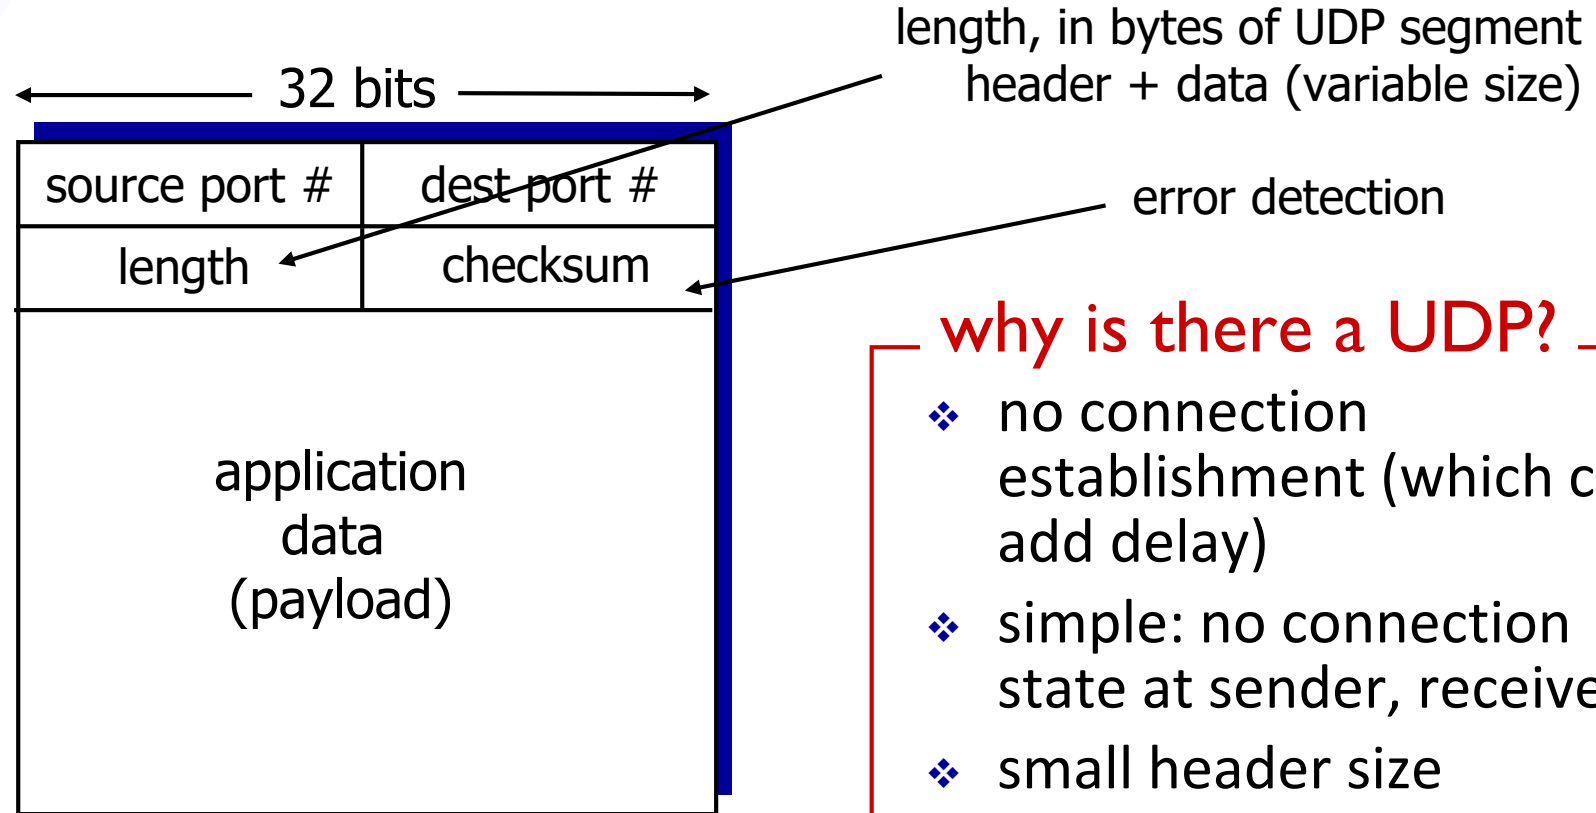 length, in bytes of UDP segment
header + data (variable size)
32 bits
source port #
dest port #
error detection
length
checksum
why is there a UDP?
no connection
establishment (which
add delay)
application
data
(payload)
simple: no connection
state at sender,
small header size